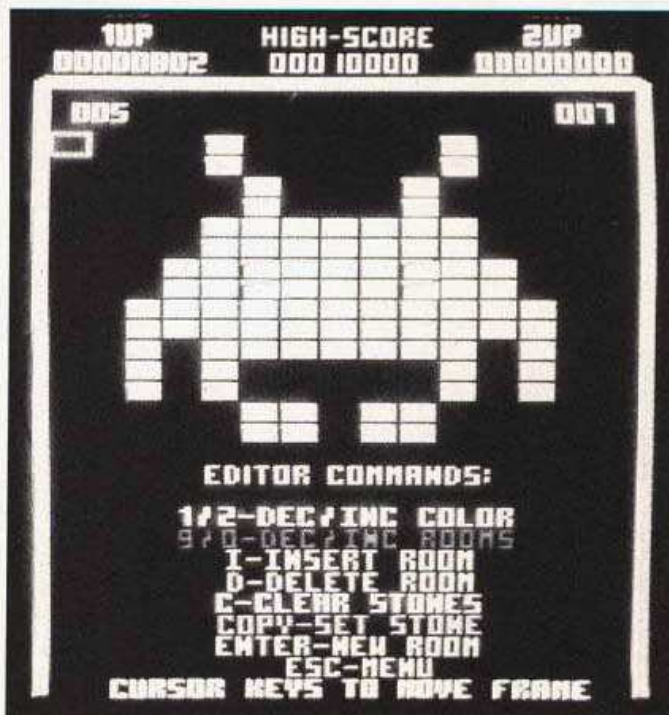 1UP HIGH-SCORE 2UP
00000802 00010000 00000000
005 007
EDITOR COMMANDS:
1/2-DEC/INC COLOR
9/0-DEC/INC ROOMS
I-INSERT ROOM
D-DELETE ROOM
C-CLEAR STONES
COPY-SET STONE
ENTER-NEW ROOM
ESC-MENU
CURSOR KEYS TO MOVE FRAME